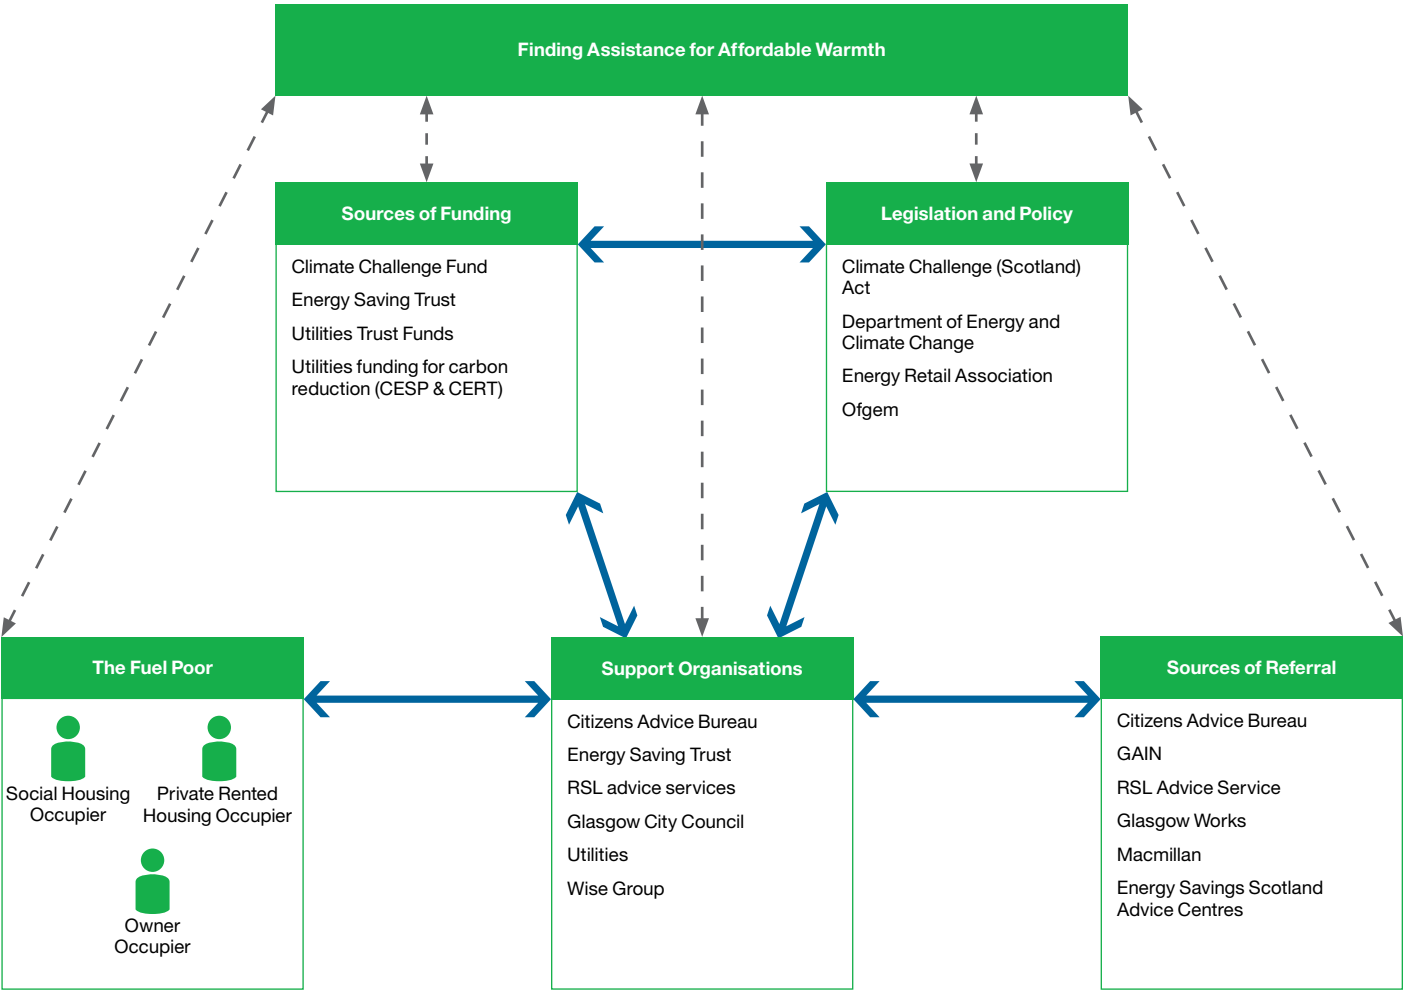 Finding Assistance for Affordable Warmth
Sources of Funding
Climate Challenge Fund
Energy Saving Trust
Utilities Trust Funds
Utilities funding for carbon
reduction (CESP & CERT)
Legislation and Policy
Climate Challenge (Scotland)
Act
Department of Energy and
Climate Change
Energy Retail Association
Ofgem
The Fuel Poor
Social Housing
Occupier
Private Rented
Housing Occupier
Owner
Occupier
Support Organisations
Citizens Advice Bureau
Energy Saving Trust
RSL advice services
Glasgow City Council
Utilities
Wise Group
Sources of Referral
Citizens Advice Bureau
GAIN
RSL Advice Service
Glasgow Works
Macmillan
Energy Savings Scotland
Advice Centres